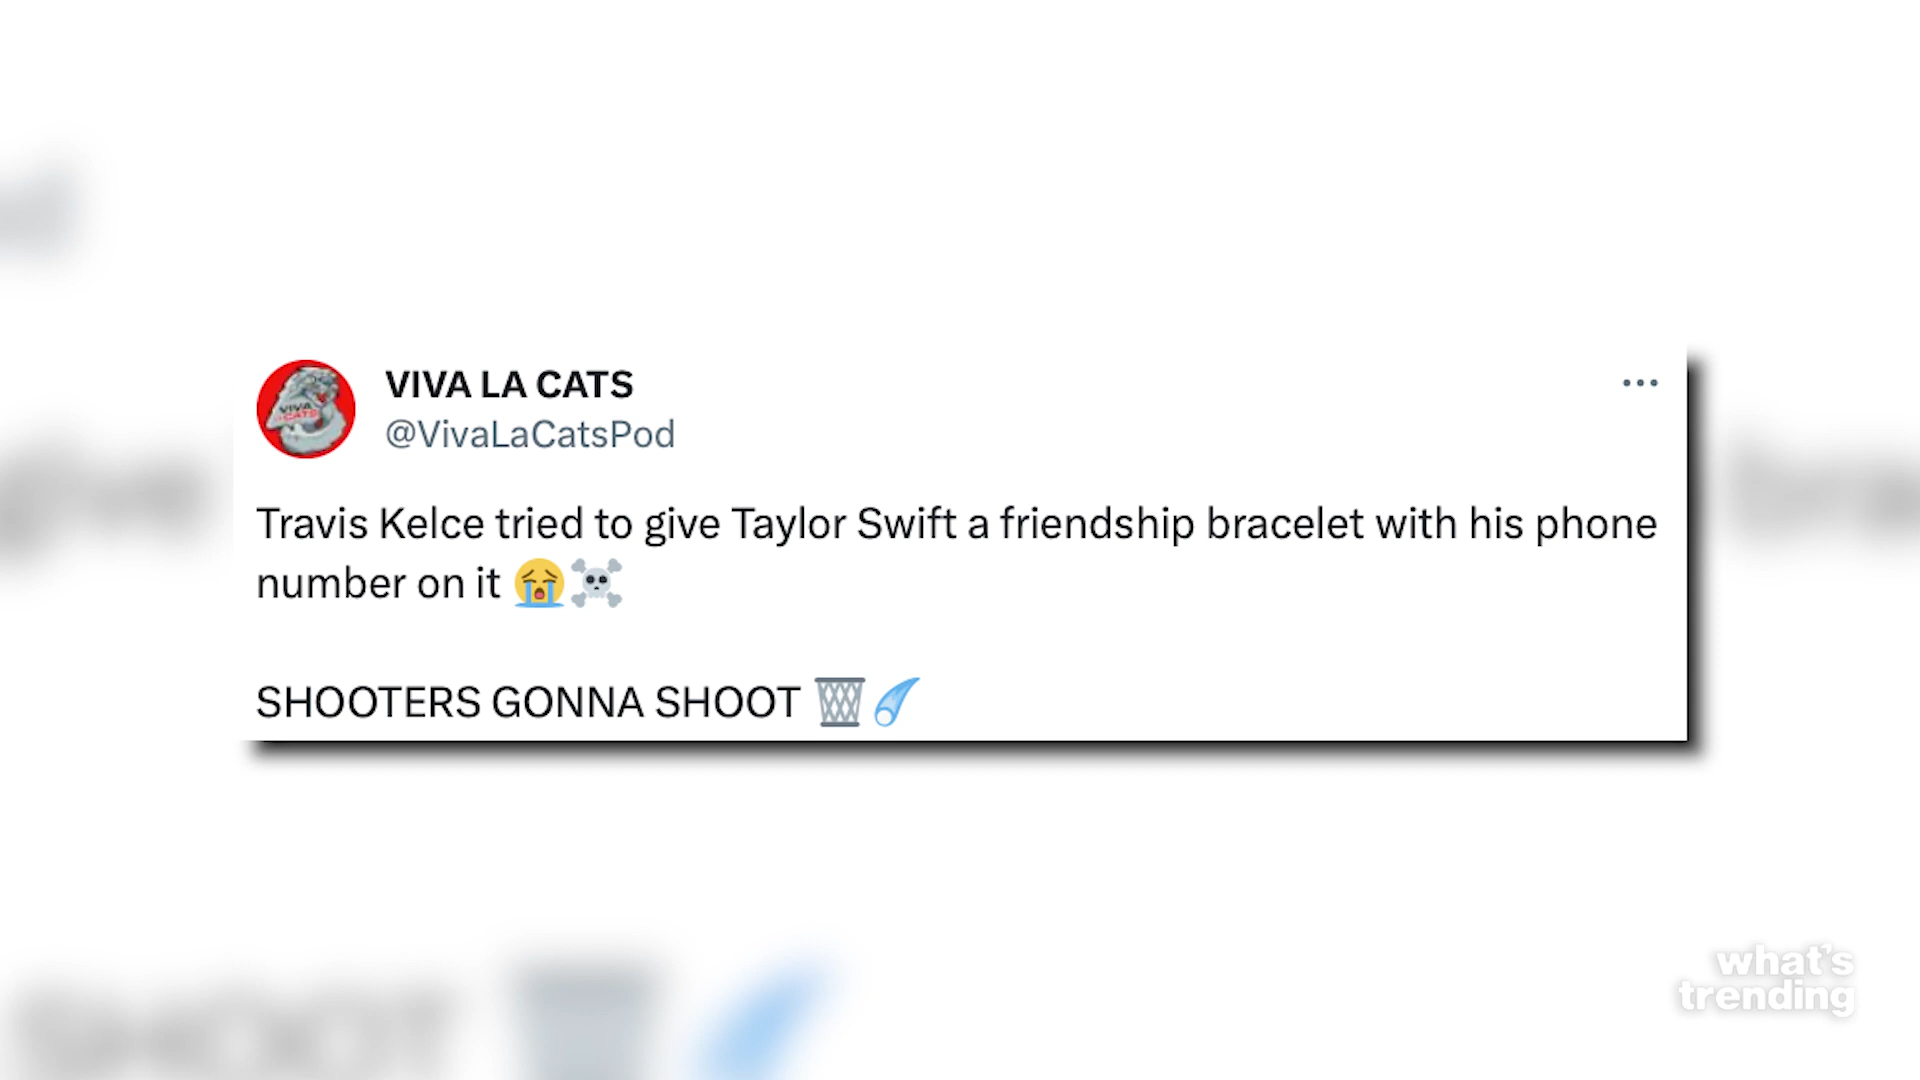 VIVA LA CATS
@VivaLaCatsPod
Travis Kelce tried to give Taylor Swift a friendship bracelet with his phone
number on it 😭☠️
SHOOTERS GONNA SHOOT 🗑️☄️
what's
trending